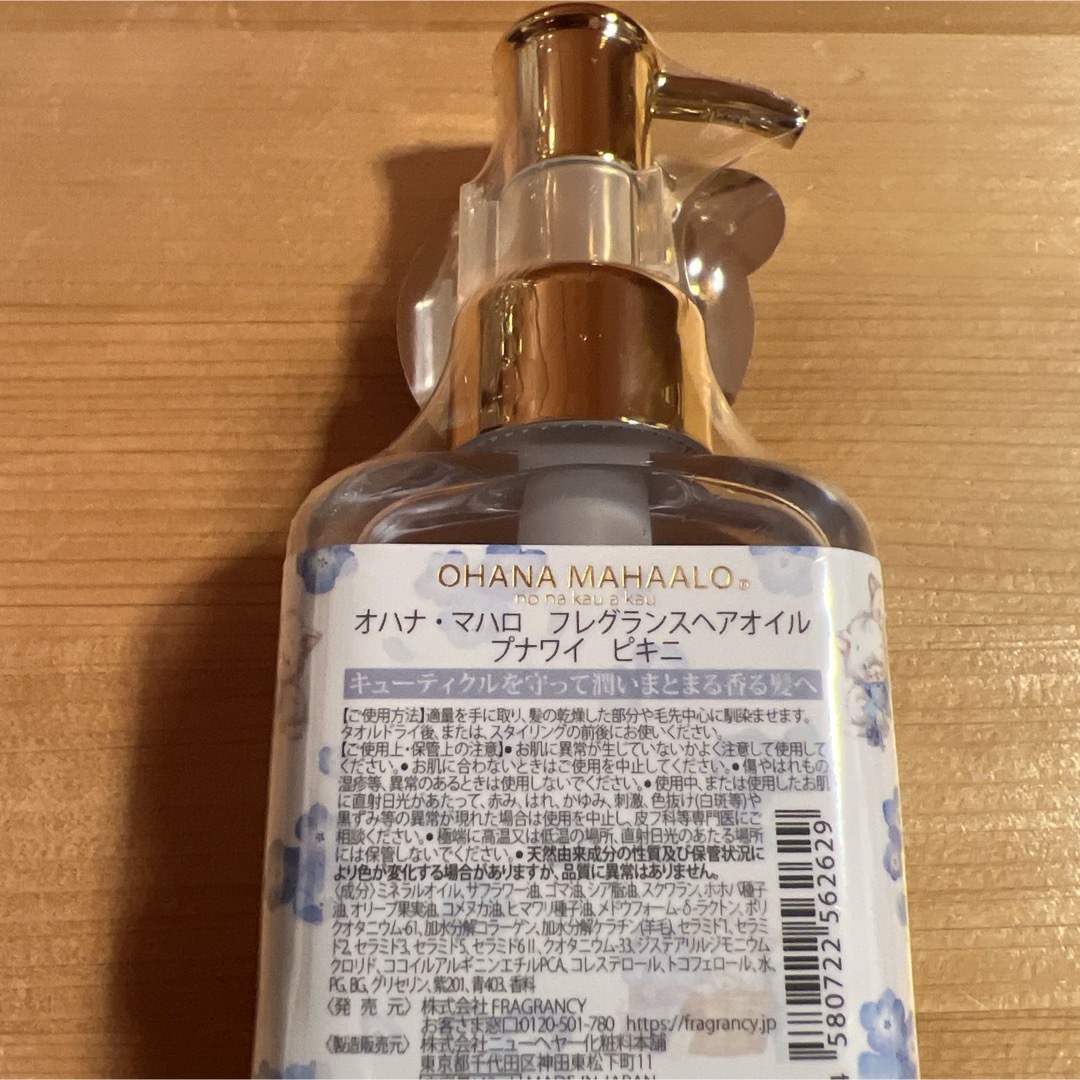 OHANA MAHAALO®
no na kau a kau
オハナ・マハロ フレグランスヘアオイル
プナワイ ピキニ
キューティクルを守って潤いまとまる香る髪へ
【ご使用方法】適量を手に取り、髪の乾燥した部分や毛先中心に馴染ませます。
タオルドライ後、または、スタイリングの前後にお使いください。
【ご使用上・保管上の注意】●お肌に異常が生じていないかよく注意して使用して
ください。●お肌に合わないときはご使用を中止してください。●傷やはれもの
湿疹等、異常のあるときは使用しないでください。●使用中、または使用したお肌
に直射日光があたって、赤み、はれ、かゆみ、刺激、色抜け(白斑等)や
黒ずみ等の異常が現れた場合は使用を中止し、皮フ科等専門医にご
相談ください。●極端に高温又は低温の場所、直射日光のあたる場所
には保管しないでください。●天然由来成分の性質及び保管状況に
より色が変化する場合がありますが、品質に異常はありません。
〈成分〉ミネラルオイル、サフラワー油、ゴマ油、シア脂油、スクワラン、ホホバ種子
油、オリーブ果実油、コメヌカ油、ヒマワリ種子油、メドウフォーム-δ-ラクトン、ポリ
クオタニウム-61、加水分解コラーゲン、加水分解ケラチン(羊毛)、セラミド1、セラミ
ド2、セラミド3、セラミド5、セラミド6Ⅱ、クオタニウム-33、ジステアリルジモニウム
クロリド、ココイルアルギニンエチルPCA、コレステロール、トコフェロール、水、
PG、BG、グリセリン、紫201、青403、香料
〈発売元〉 株式会社 FRAGRANCY
お客さま窓口:0120-501-780 https://fragrancy.jp
〈製造販売元〉 株式会社ニューヘヤー化粧料本舗
東京都千代田区神田東松下町11
MADE IN JAPAN
580722 562629